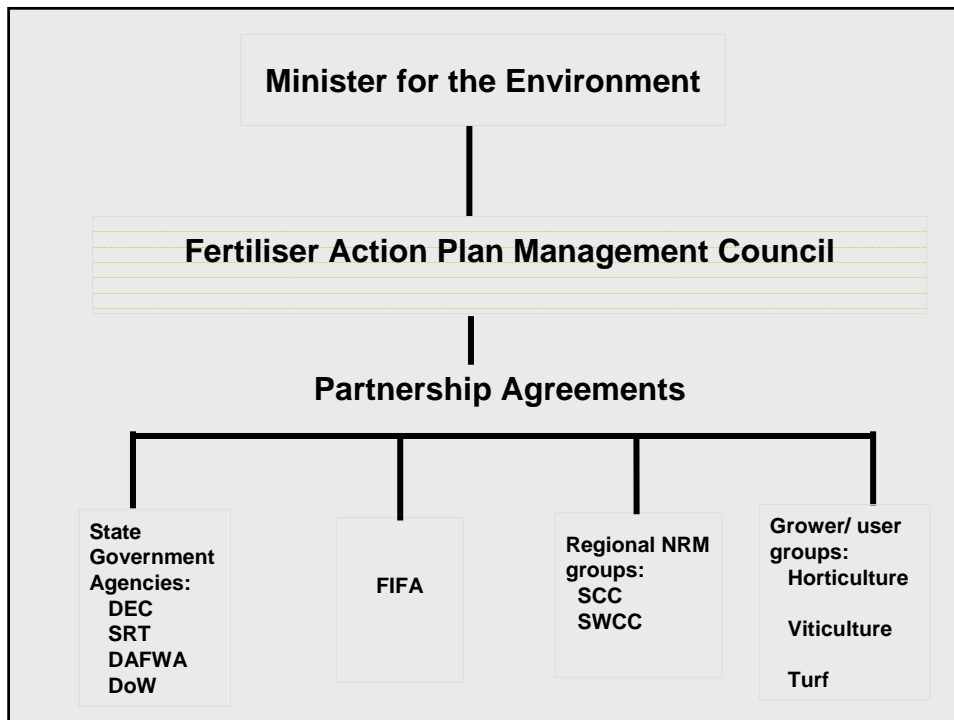 Minister for the Environment
Fertiliser Action Plan Management Council
Partnership Agreements
State
Government
Agencies:
DEC
SRT
DAFWA
DoW
FIFA
Regional NRM
groups:
SCC
SWCC
Grower/ user
groups:
Horticulture
Viticulture
Turf